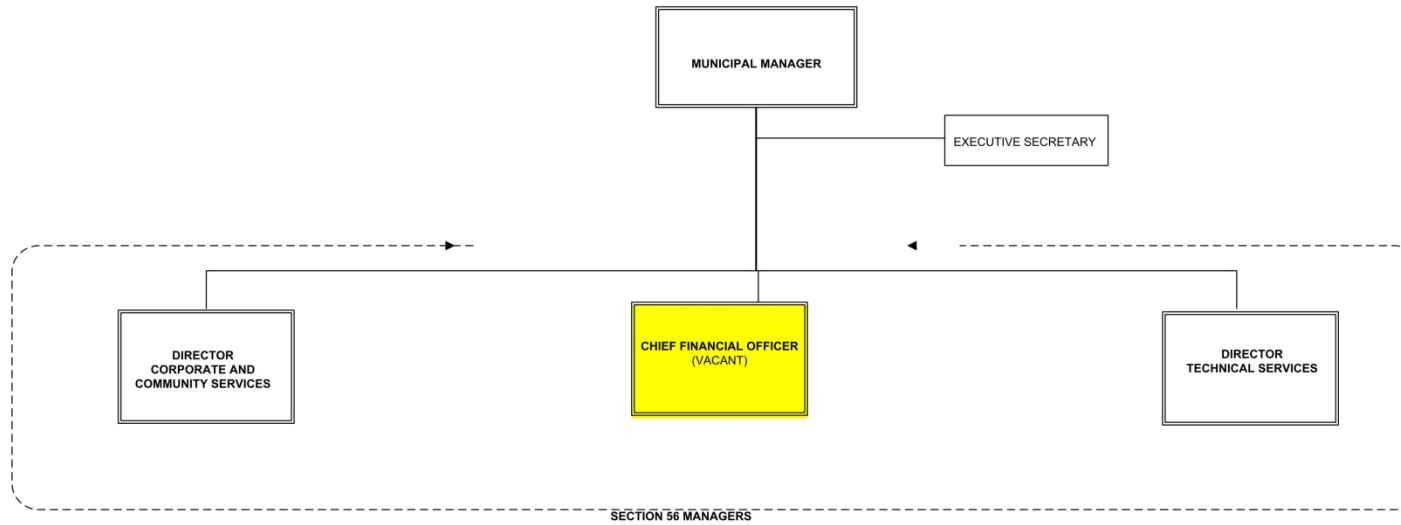 MUNICIPAL MANAGER
EXECUTIVE SECRETARY
DIRECTOR
CORPORATE AND
COMMUNITY SERVICES
CHIEF FINANCIAL OFFICER
(VACANT)
DIRECTOR
TECHNICAL SERVICES
SECTION 56 MANAGERS